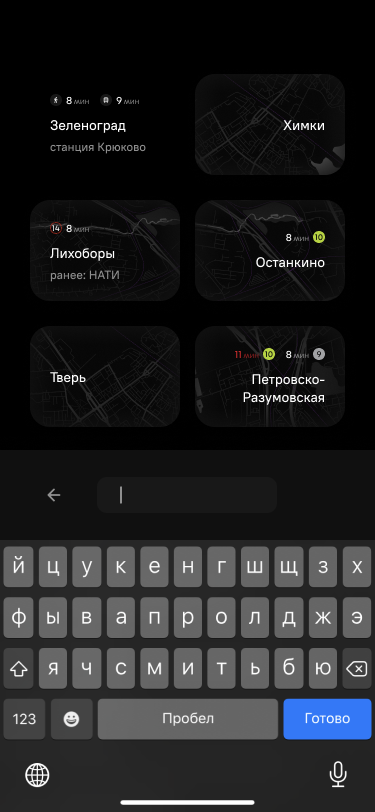 8 мин 9 мин
Зеленоград
станция Крюково
Химки
14 8 мин
Лихоборы
ранее: НАТИ
8 мин 10
Останкино
Тверь
11 мин 10 8 мин 9
Петровско-
Разумовская
й ц у к е н г ш щ з х
ф ы в а п р о л д ж э
я ч с м и т ь б ю
123 Пробел Готово